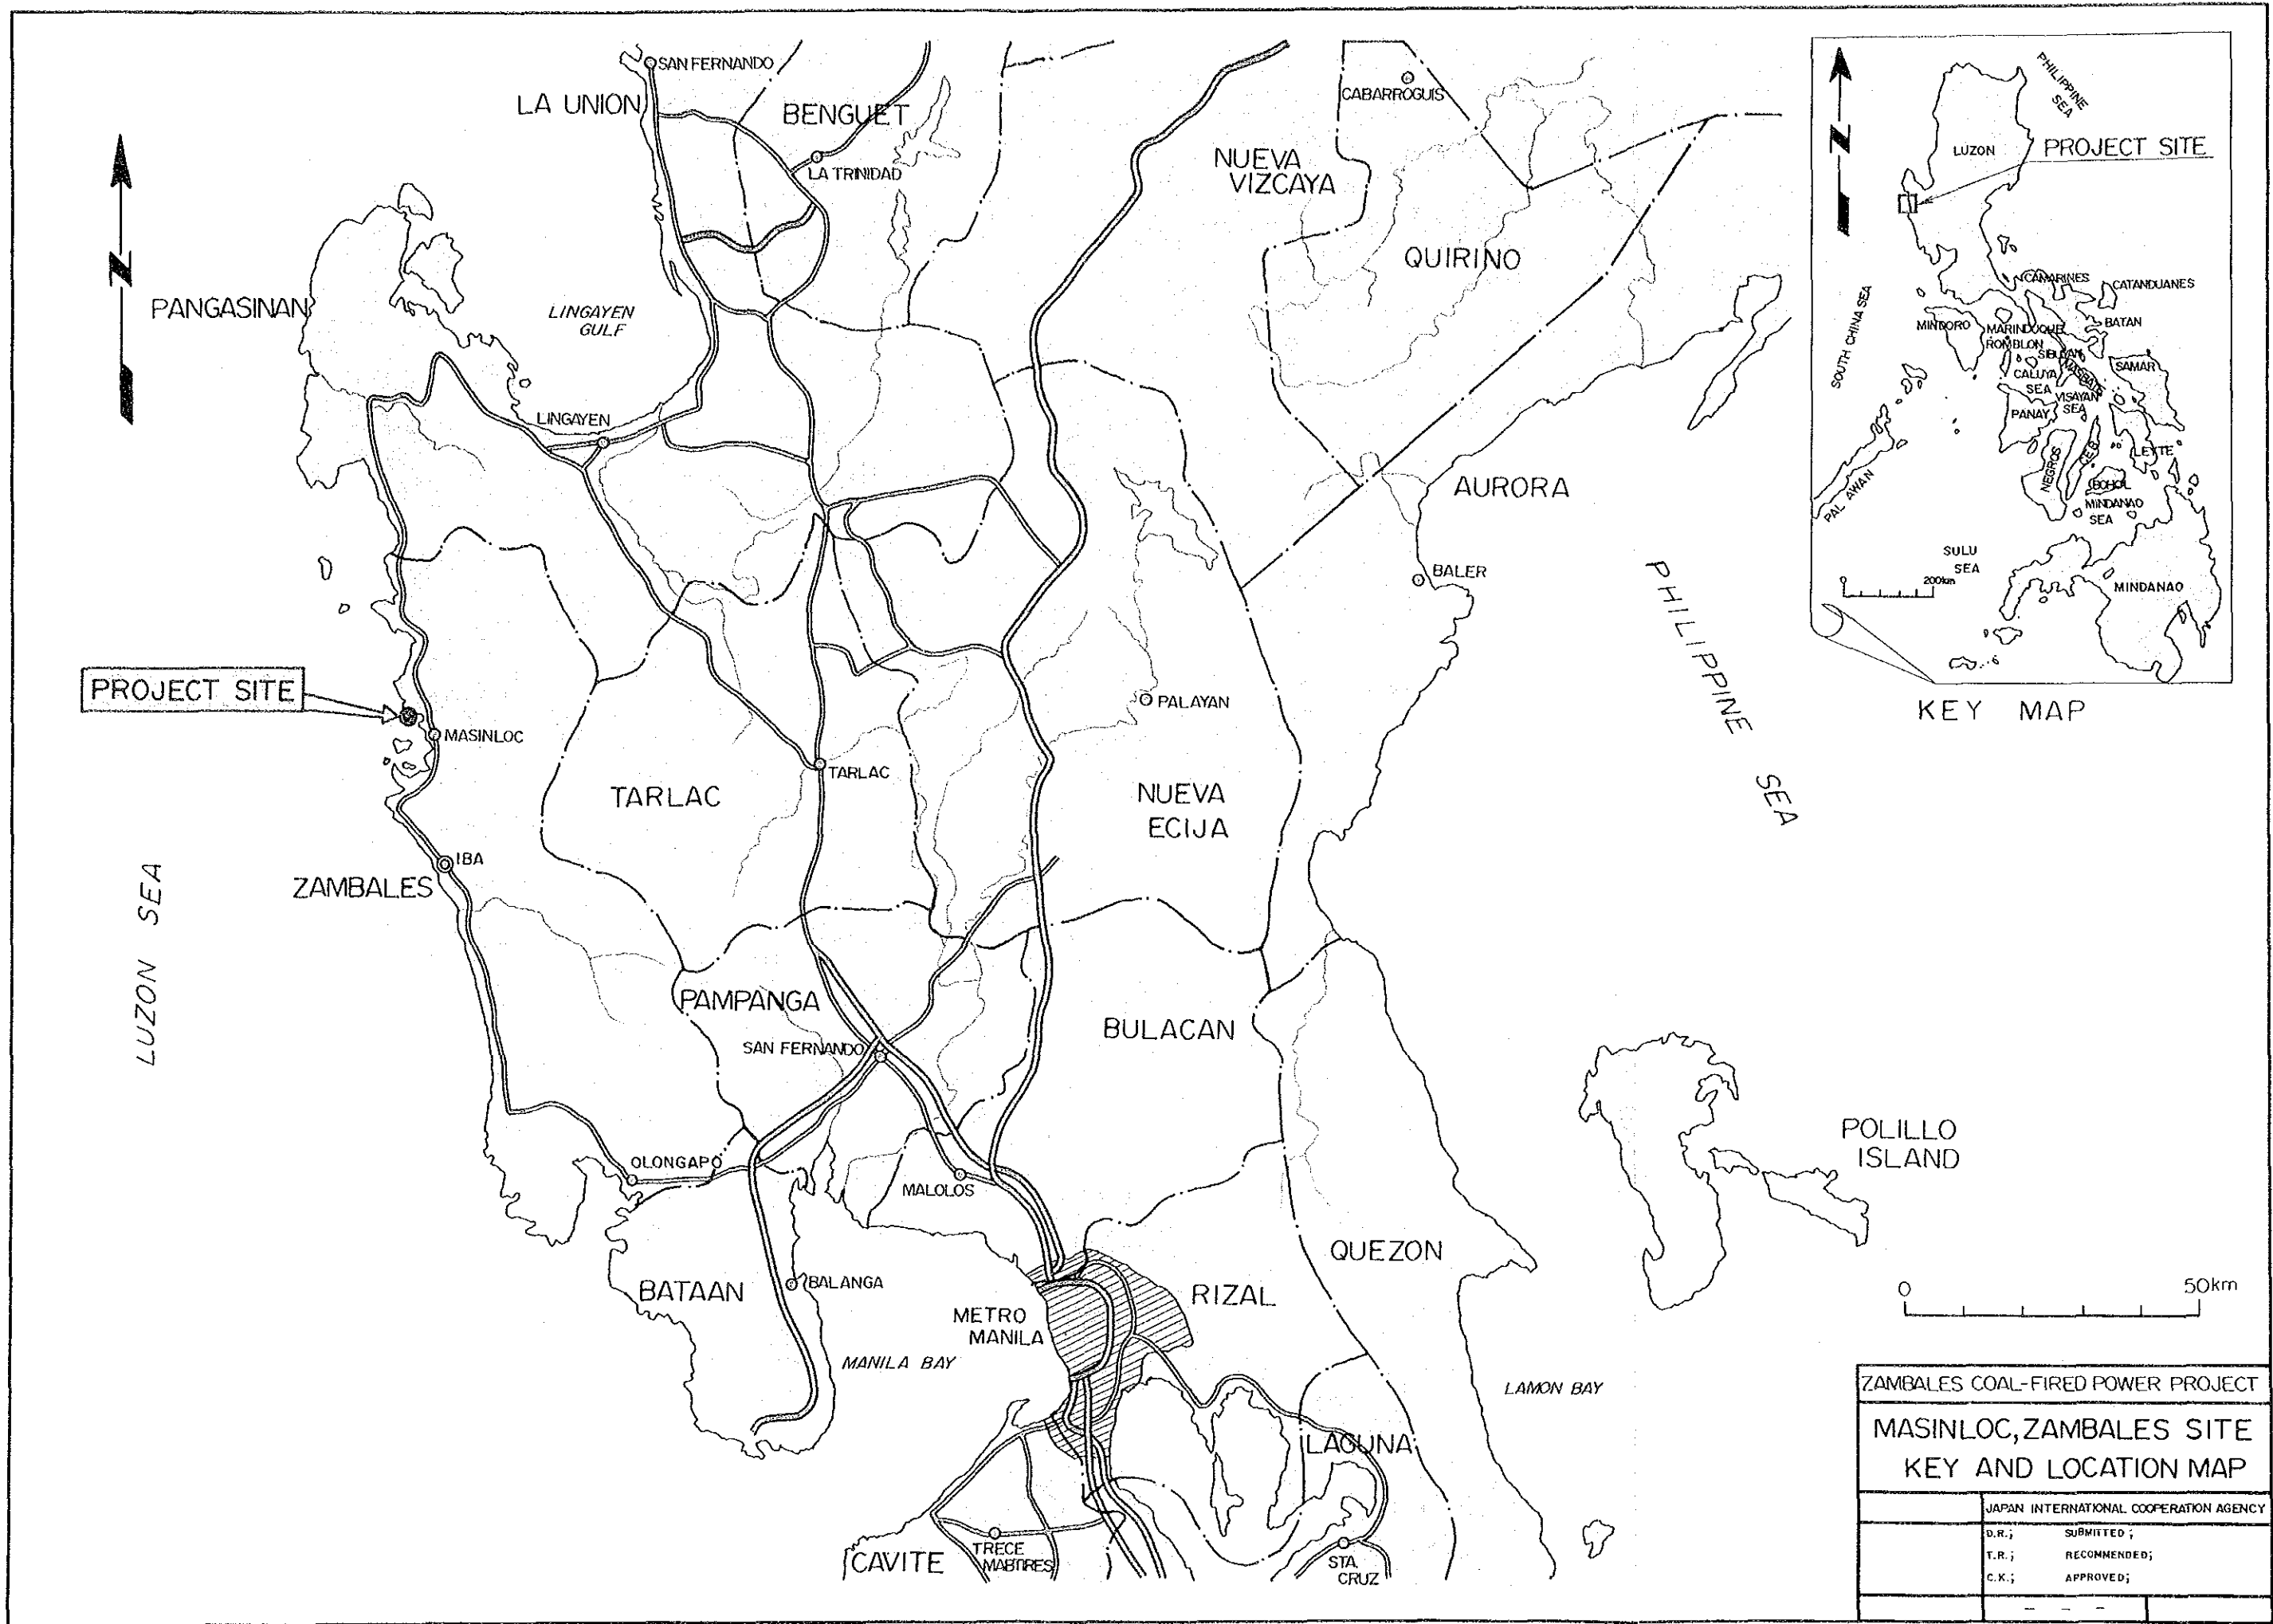 SAN FERNANDO
LA UNION
BENGUET
LA TRINIDAD
CABARROGUIS
NUEVA
VIZCAYA
QUIRINO
N
PANGASINAN
LINGAYEN
GULF
LINGAYEN
AURORA
BALER
PROJECT SITE
MASINLOC
PALAYAN
TARLAC
TARLAC
NUEVA
ECIJA
PHILIPPINE SEA
IBA
ZAMBALES
LUZON SEA
PAMPANGA
SAN FERNANDO
BULACAN
OLONGAPO
MALOLOS
POLILLO
ISLAND
QUEZON
BATAAN
BALANGA
METRO
MANILA
RIZAL
MANILA BAY
LAMON BAY
LAGUNA
CAVITE
TRECE
MABTIRES
STA.
CRUZ
N
PHILIPPINE
SEA
LUZON
PROJECT SITE
SOUTH CHINA SEA
CAMARINES
CATANDUANES
MINDORO
MARINDUQUE
BATAN
ROMBLON
SIBUYAN
MASBATE
SAMAR
CALUYA
SEA
VISAYAN
SEA
PANAY
NEGROS
CEB
LEYTE
BOHOL
PALAWAN
MINDANAO
SEA
SULU
SEA
0 200km
MINDANAO
KEY MAP
0 50km
ZAMBALES COAL-FIRED POWER PROJECT
MASINLOC, ZAMBALES SITE
KEY AND LOCATION MAP
JAPAN INTERNATIONAL COOPERATION AGENCY
D.R.; SUBMITTED;
T.R.; RECOMMENDED;
C.K.; APPROVED;
– – –